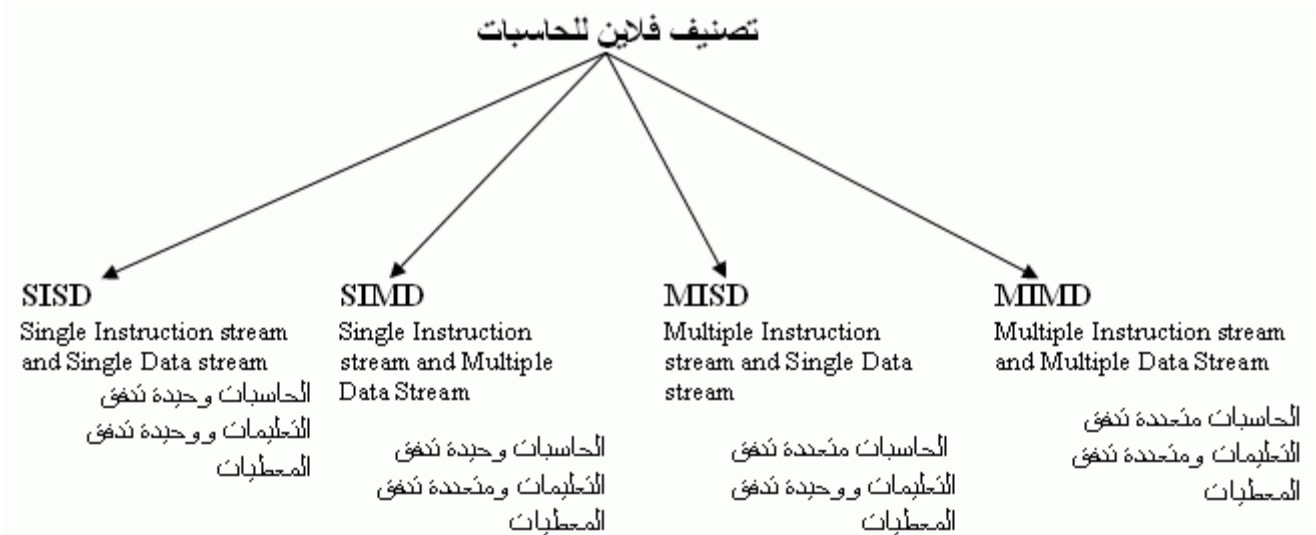 تصنيف فلاين للحاسبات
SISD
Single Instruction stream
and Single Data stream
الحاسبات وحيدة تدفق
التعليمات ووحيدة تدفق
المعطيات
SIMD
Single Instruction
stream and Multiple
Data Stream
الحاسبات وحيدة تدفق
التعليمات ومتعددة تدفق
المعطيات
MISD
Multiple Instruction
stream and Single Data
stream
الحاسبات متعددة تدفق
التعليمات ووحيدة تدفق
المعطيات
MIMD
Multiple Instruction stream
and Multiple Data Stream
الحاسبات متعددة تدفق
التعليمات ومتعددة تدفق
المعطيات